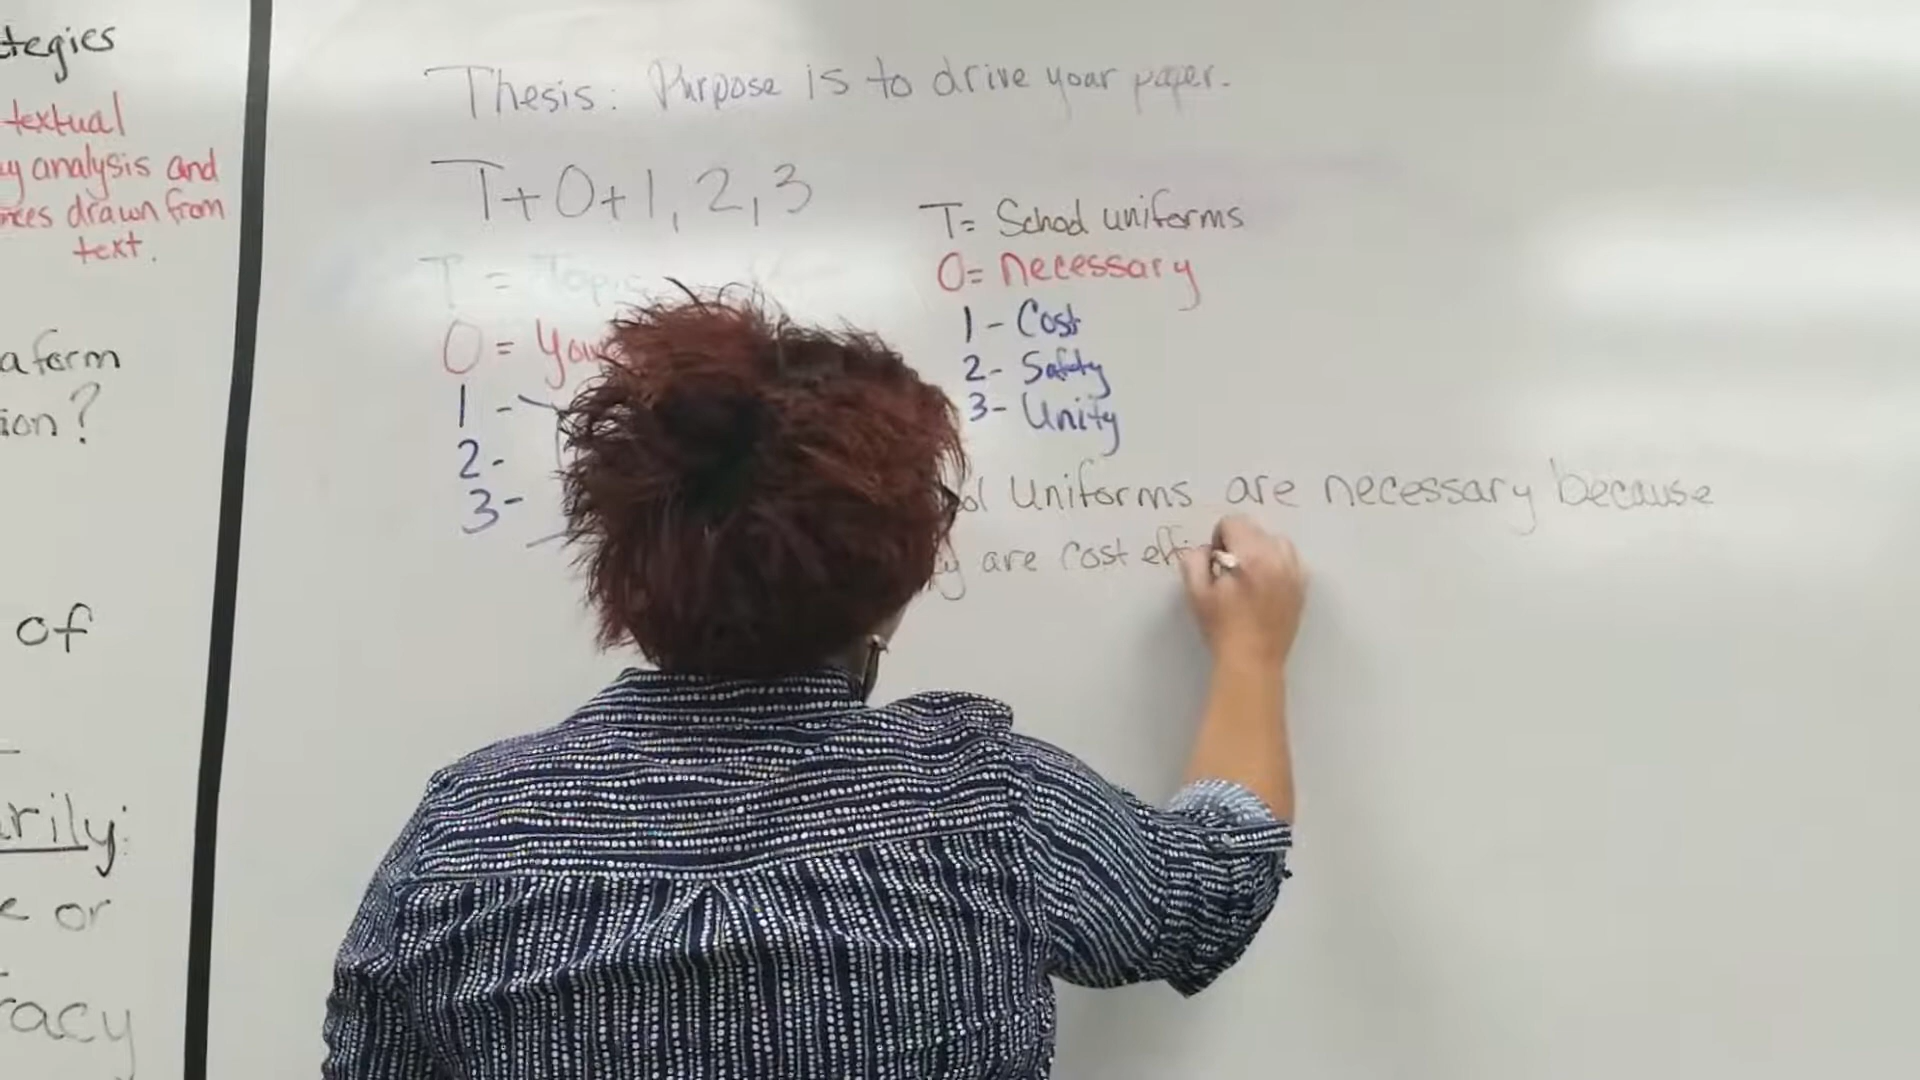 tegies
textual
analysis and
drawn from
text.
a form
ion?
of
rily:
or
racy
Thesis: Purpose is to drive your paper.
T+O+1, 2, 3
T = Topic
O = You
1 -
2-
3-
T= School uniforms
O= necessary
1 - Cost
2- Safety
3- Unity
ol uniforms are necessary because
y are cost eff